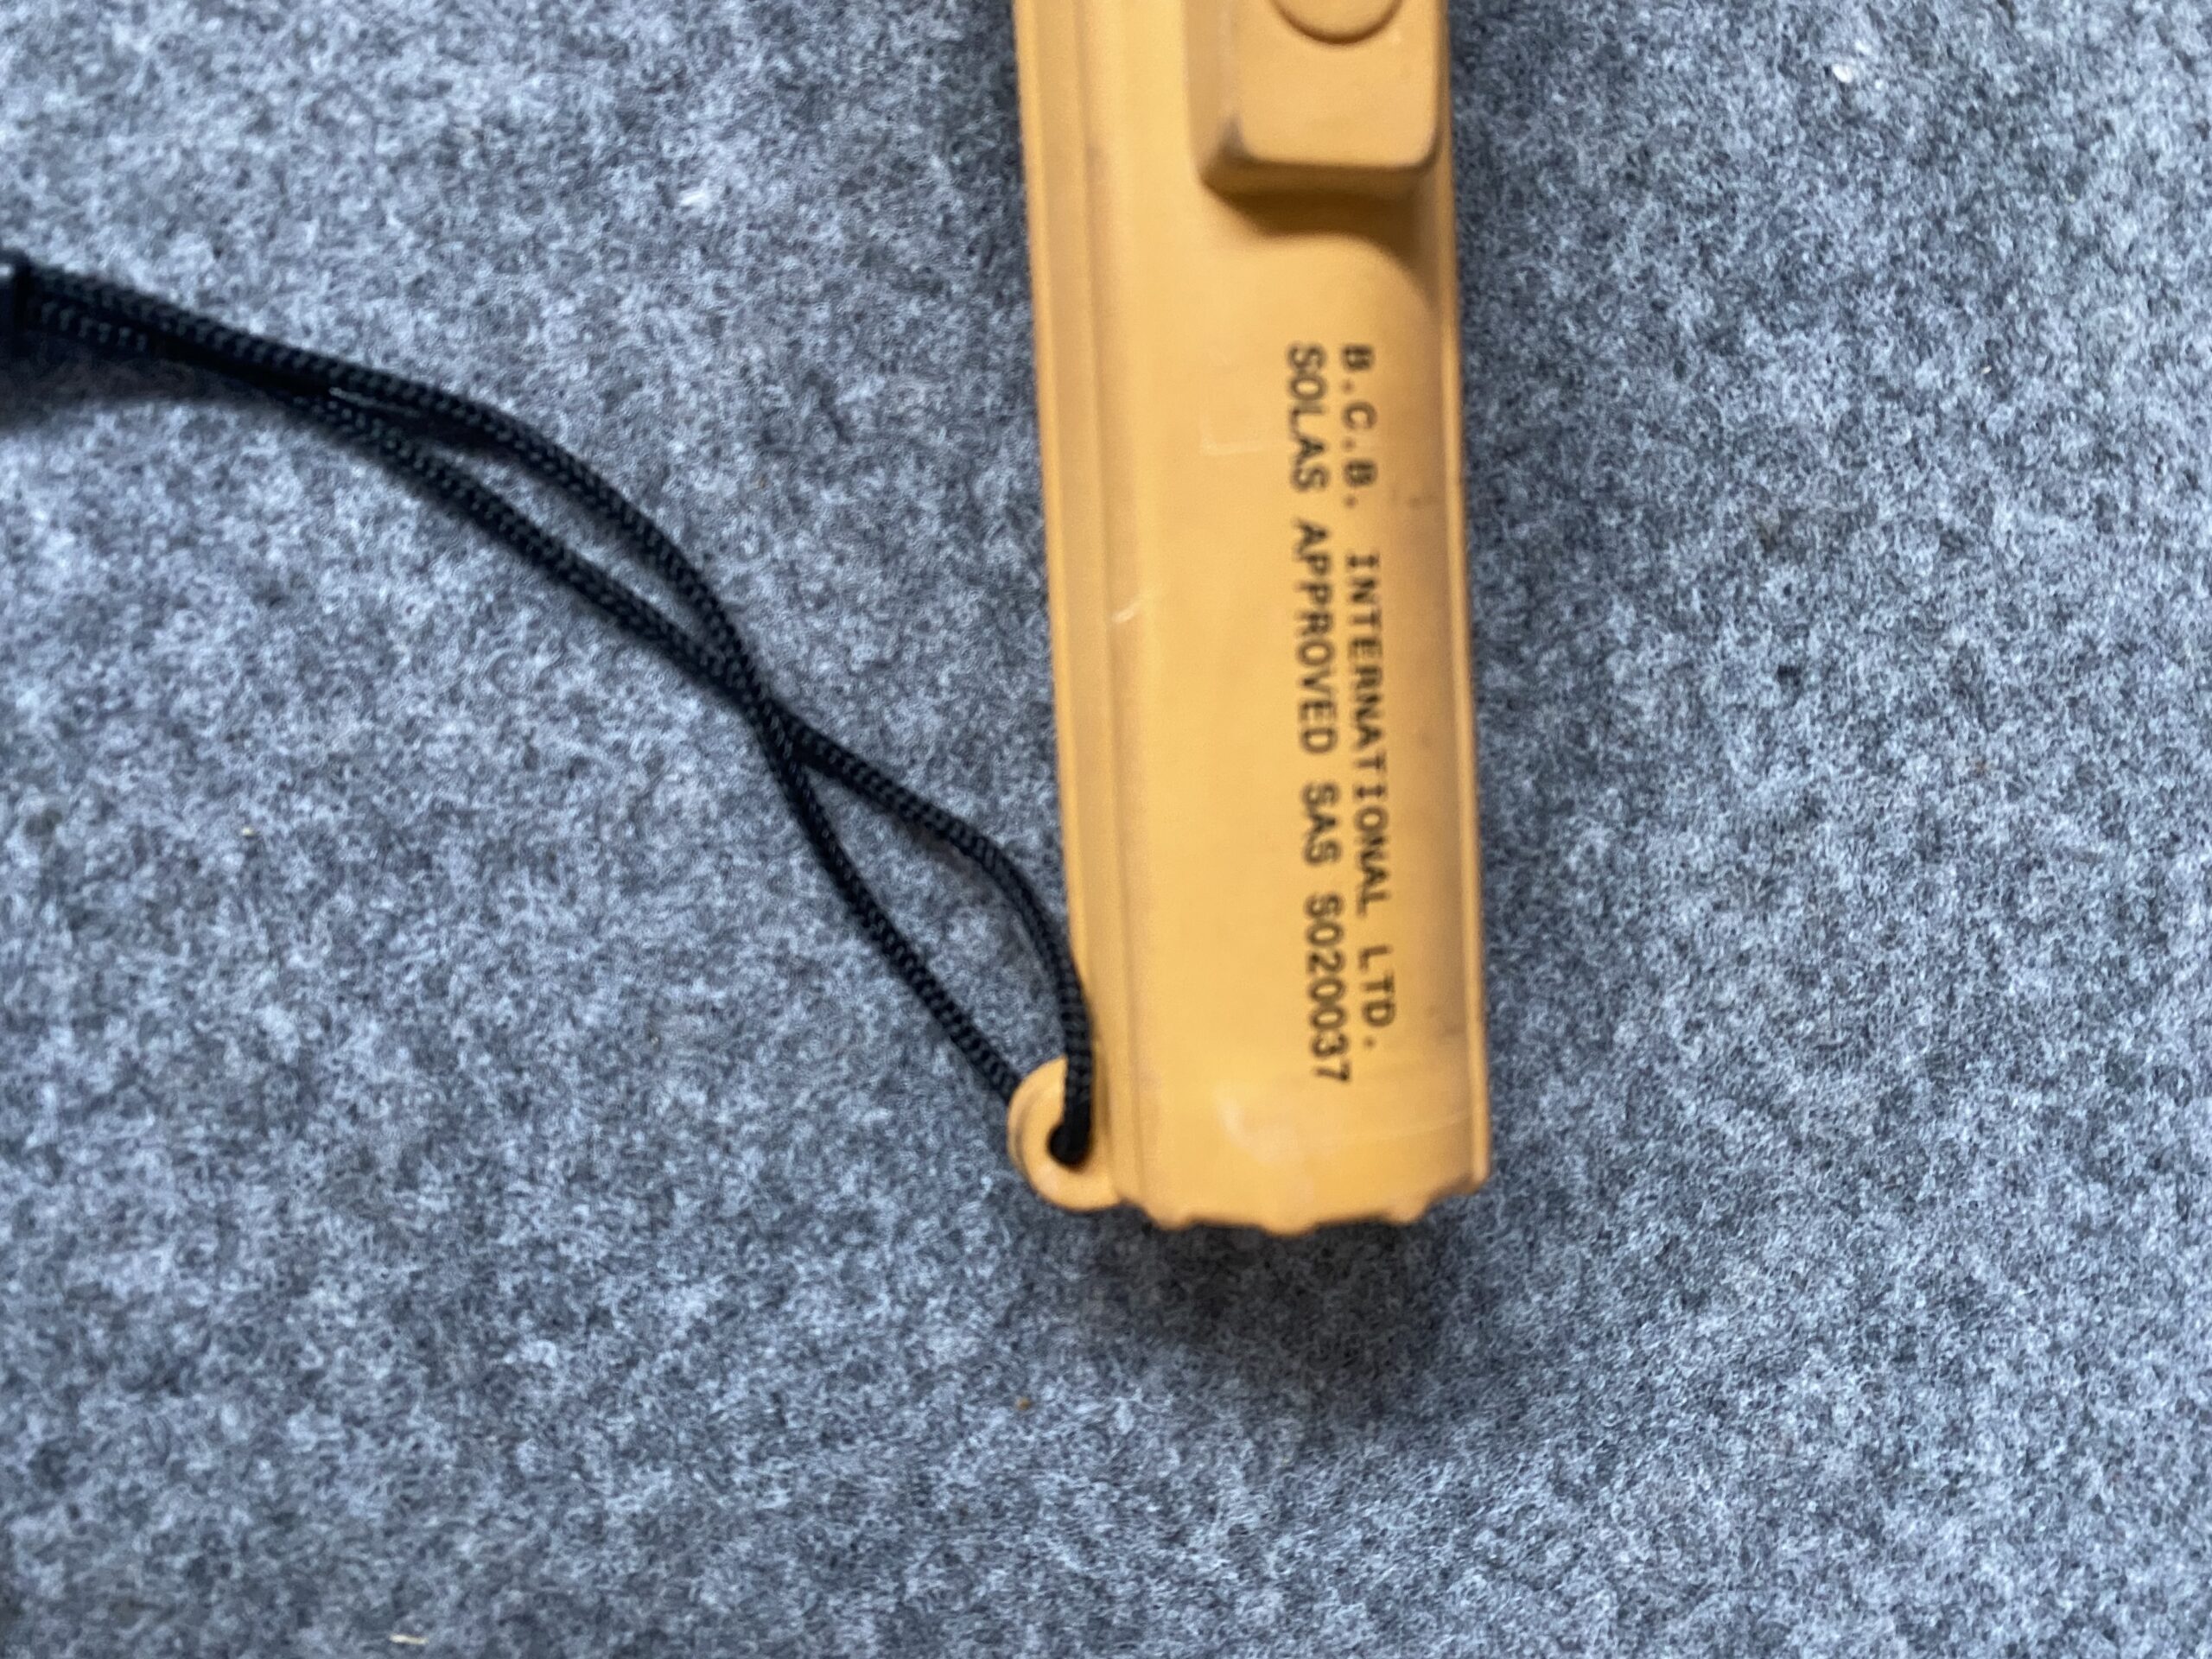 B.C.B. INTERNATIONAL LTD.
SOLAS APPROVED SAS S020037